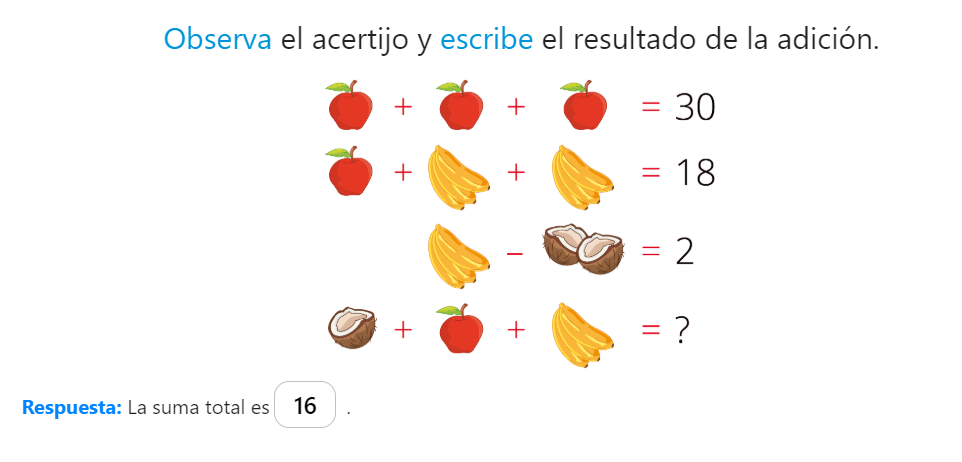 Observa el acertijo y escribe el resultado de la adición.
+ + = 30
+ + = 18
− = 2
+ + = ?
Respuesta: La suma total es 16 .